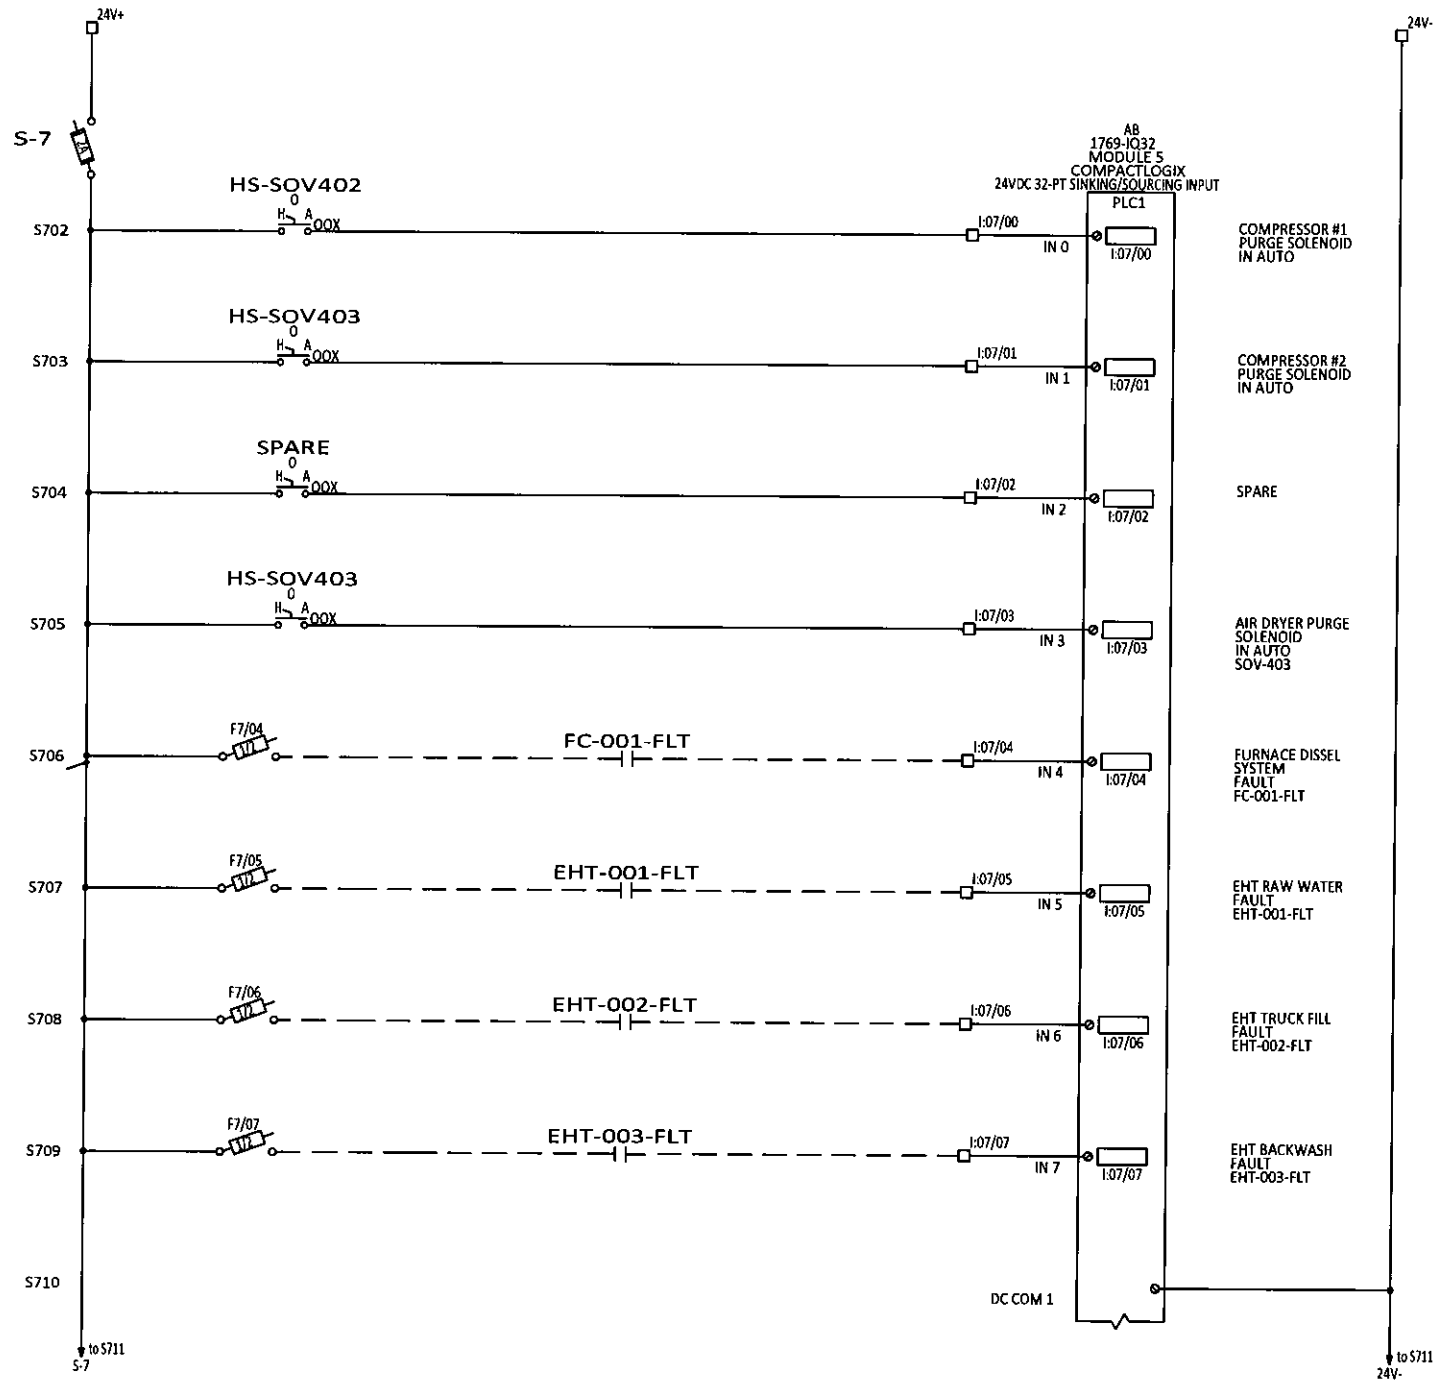 24V+
24V-
S-7
2A
AB
1769-IQ32
MODULE 5
COMPACTLOGIX
24VDC 32-PT SINKING/SOURCING INPUT
PLC1
HS-SOV402
0
H A
OOX
S702
I:07/00
IN 0
I:07/00
COMPRESSOR #1
PURGE SOLENOID
IN AUTO
HS-SOV403
0
H A
OOX
S703
I:07/01
IN 1
I:07/01
COMPRESSOR #2
PURGE SOLENOID
IN AUTO
SPARE
0
H A
OOX
S704
I:07/02
IN 2
I:07/02
SPARE
HS-SOV403
0
H A
OOX
S705
I:07/03
IN 3
I:07/03
AIR DRYER PURGE
SOLENOID
IN AUTO
SOV-403
F7/04
1/2
S706
FC-001-FLT
I:07/04
IN 4
I:07/04
FURNACE DISSEL
SYSTEM
FAULT
FC-001-FLT
F7/05
1/2
S707
EHT-001-FLT
I:07/05
IN 5
I:07/05
EHT RAW WATER
FAULT
EHT-001-FLT
F7/06
1/2
S708
EHT-002-FLT
I:07/06
IN 6
I:07/06
EHT TRUCK FILL
FAULT
EHT-002-FLT
F7/07
1/2
S709
EHT-003-FLT
I:07/07
IN 7
I:07/07
EHT BACKWASH
FAULT
EHT-003-FLT
S710
DC COM 1
to S711
S-7
to S711
24V-